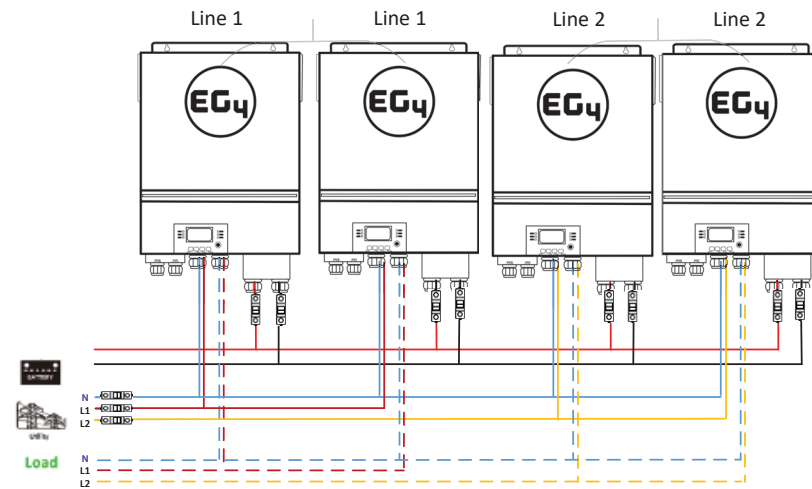 Line 1
Line 1
Line 2
Line 2
EG4
EG4
EG4
EG4
BATTERY
N
L1
L2
Utility
Load
N
L1
L2